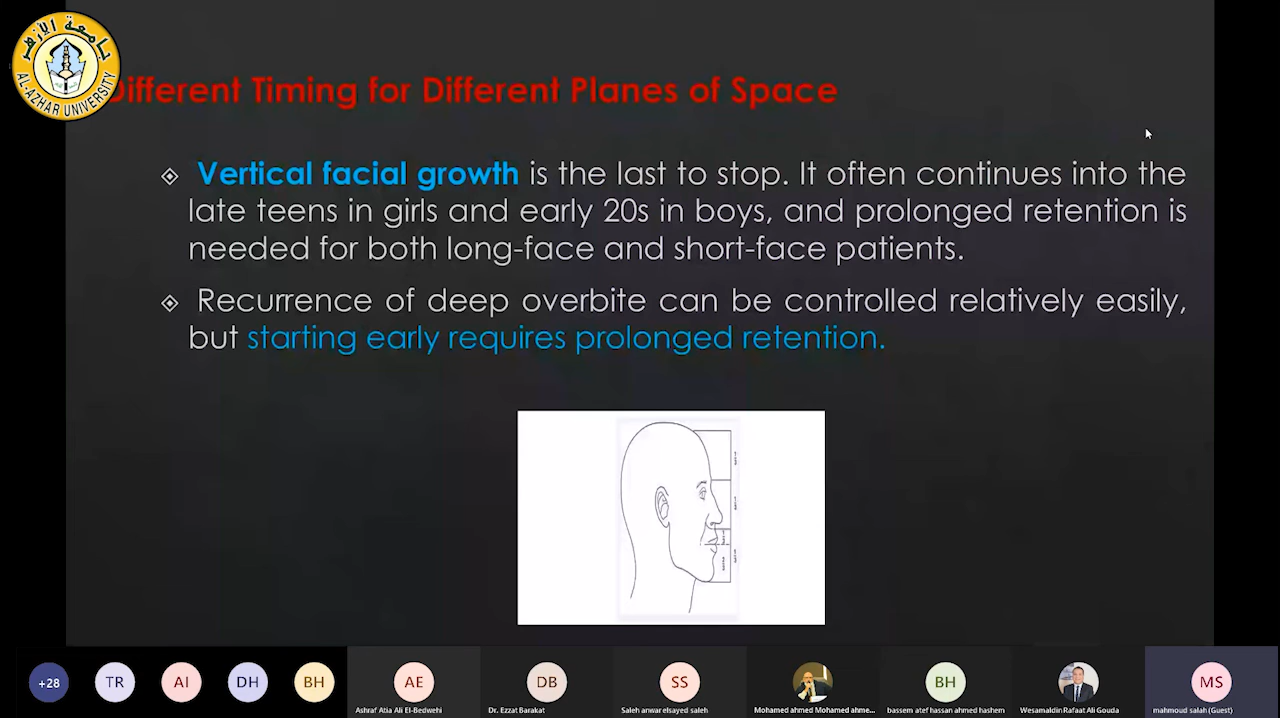 جامعة الأزهر
AL-AZHAR UNIVERSITY
Different Timing for Different Planes of Space
Vertical facial growth is the last to stop. It often continues into the
late teens in girls and early 20s in boys, and prolonged retention is
needed for both long-face and short-face patients.
Recurrence of deep overbite can be controlled relatively easily,
but starting early requires prolonged retention.
+28
TR
AI
DH
BH
AE
DB
SS
BH
MS
Ashraf Atia Ali El-Bedwehi
Dr. Ezzat Barakat
Saleh anwar elsayed saleh
Mohamed ahmed Mohamed ahme...
bassem atef hassan ahmed hashem
Wesamaldin Rafaat Ali Gouda
mahmoud salah (Guest)